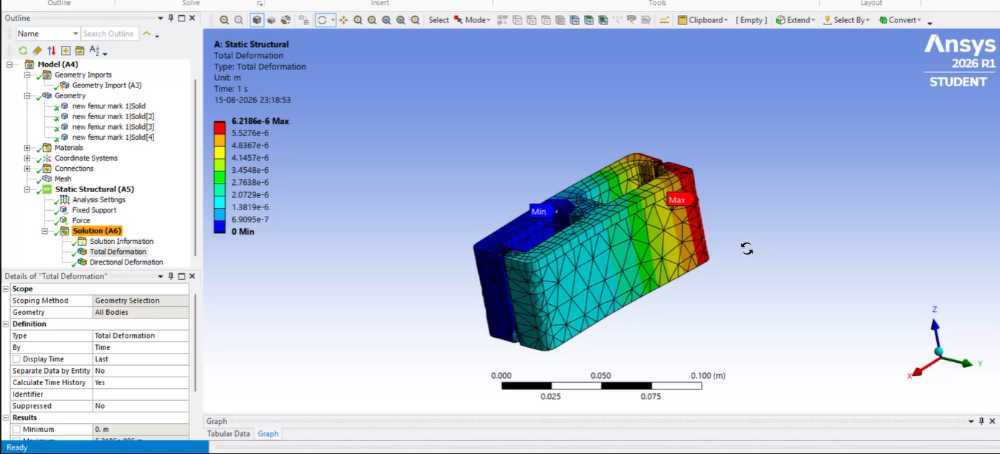 Outline
Solve
Insert
Tools
Layout
Outline
Name
Search Outline
Select
Mode
Clipboard
[ Empty ]
Extend
Select By
Convert
Model (A4)
Geometry Imports
Geometry Import (A3)
Geometry
new femur mark 1|Solid
new femur mark 1|Solid[2]
new femur mark 1|Solid[3]
new femur mark 1|Solid[4]
Materials
Coordinate Systems
Connections
Mesh
Static Structural (A5)
Analysis Settings
Fixed Support
Force
Solution (A6)
Solution Information
Total Deformation
Directional Deformation
Details of "Total Deformation"
Scope
Scoping Method Geometry Selection
Geometry All Bodies
Definition
Type Total Deformation
By Time
Display Time Last
Separate Data by Entity No
Calculate Time History Yes
Identifier
Suppressed No
Results
Minimum 0. m
Ready
A: Static Structural
Total Deformation
Type: Total Deformation
Unit: m
Time: 1 s
15-08-2026 23:18:53
6.2186e-6 Max
5.5276e-6
4.8367e-6
4.1457e-6
3.4548e-6
2.7638e-6
2.0729e-6
1.3819e-6
6.9095e-7
0 Min
Ansys
2026 R1
STUDENT
Min
Max
Z
Y
X
0.000 0.050 0.100 (m)
0.025 0.075
Graph
Tabular Data Graph